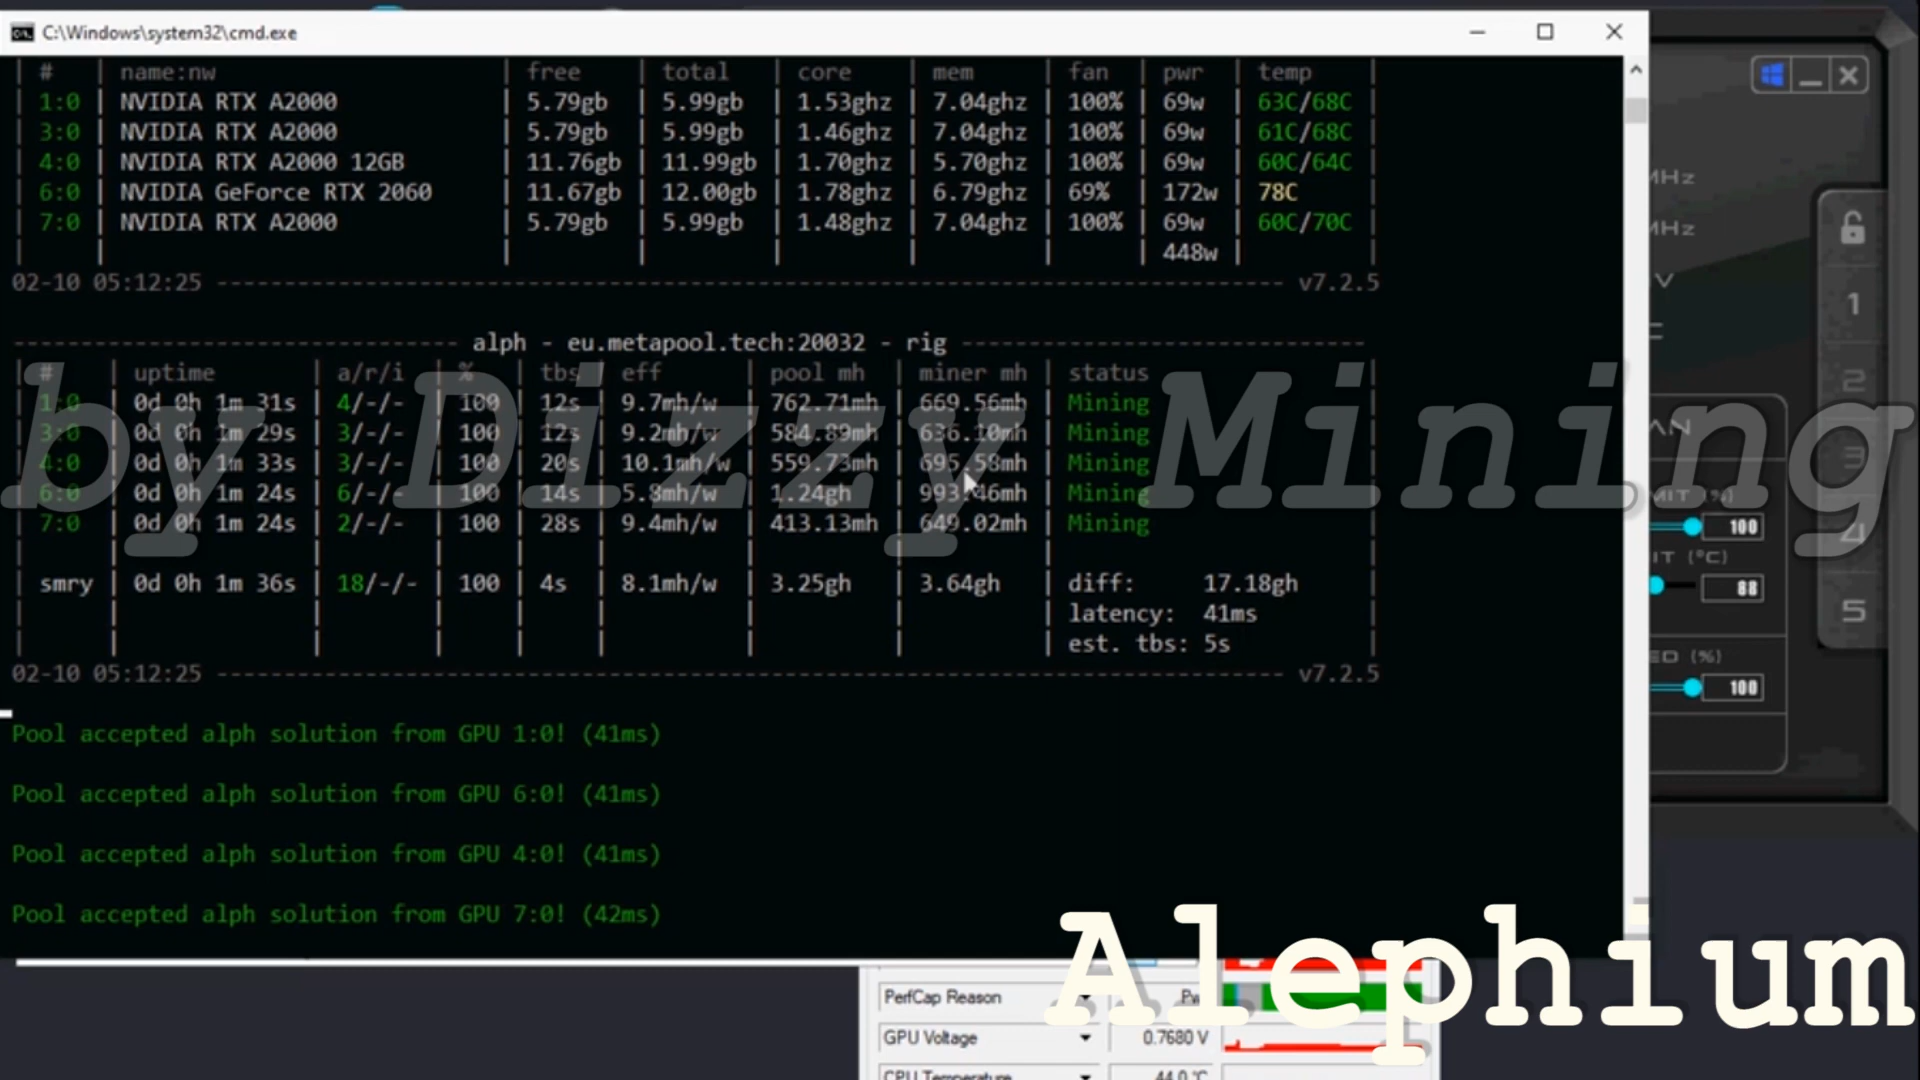 C:\Windows\system32\cmd.exe
# | name:nw | free | total | core | mem | fan | pwr | temp |
1:0 | NVIDIA RTX A2000 | 5.79gb | 5.99gb | 1.53ghz | 7.04ghz | 100% | 69w | 63C/68C |
3:0 | NVIDIA RTX A2000 | 5.79gb | 5.99gb | 1.46ghz | 7.04ghz | 100% | 69w | 61C/68C |
4:0 | NVIDIA RTX A2000 12GB | 11.76gb | 11.99gb | 1.70ghz | 5.70ghz | 100% | 69w | 60C/64C |
6:0 | NVIDIA GeForce RTX 2060 | 11.67gb | 12.00gb | 1.78ghz | 6.79ghz | 69% | 172w | 78C |
7:0 | NVIDIA RTX A2000 | 5.79gb | 5.99gb | 1.48ghz | 7.04ghz | 100% | 69w | 60C/70C |
448w
02-10 05:12:25 ------------------------------ v7.2.5
alph - eu.metapool.tech:20032 - rig
# | uptime | a/r/i | % | tbs | eff | pool mh | miner mh | status
1:0 | 0d 0h 1m 31s | 4/-/- | 100 | 12s | 9.7mh/w | 762.71mh | 669.56mh | Mining
3:0 | 0d 0h 1m 29s | 3/-/- | 100 | 12s | 9.2mh/w | 584.89mh | 636.10mh | Mining
4:0 | 0d 0h 1m 33s | 3/-/- | 100 | 20s | 10.1mh/w | 559.73mh | 695.58mh | Mining
6:0 | 0d 0h 1m 24s | 6/-/- | 100 | 14s | 5.8mh/w | 1.24gh | 993.46mh | Mining
7:0 | 0d 0h 1m 24s | 2/-/- | 100 | 28s | 9.4mh/w | 413.13mh | 649.02mh | Mining
smry | 0d 0h 1m 36s | 18/-/- | 100 | 4s | 8.1mh/w | 3.25gh | 3.64gh | diff: 17.18gh
latency: 41ms
est. tbs: 5s
02-10 05:12:25 ------------------------------ v7.2.5
by Dizzy Mining
Pool accepted alph solution from GPU 1:0! (41ms)
Pool accepted alph solution from GPU 6:0! (41ms)
Pool accepted alph solution from GPU 4:0! (41ms)
Pool accepted alph solution from GPU 7:0! (42ms)
Alephium
PerfCap Reason
GPU Voltage 0.7680 V
CPU Temperature 44.0 °C
MHz
MHz
V
1
2
3
4
5
(%)
100
(°C)
88
(%)
100